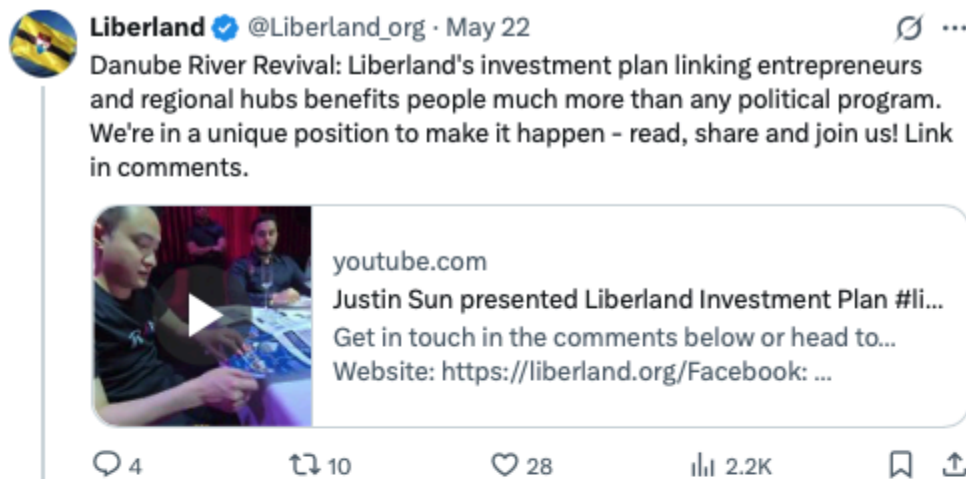 Liberland @Liberland_org · May 22
Danube River Revival: Liberland's investment plan linking entrepreneurs
and regional hubs benefits people much more than any political program.
We're in a unique position to make it happen - read, share and join us! Link
in comments.
youtube.com
Justin Sun presented Liberland Investment Plan #li...
Get in touch in the comments below or head to...
Website: https://liberland.org/Facebook: ...
4 10 28 2.2K